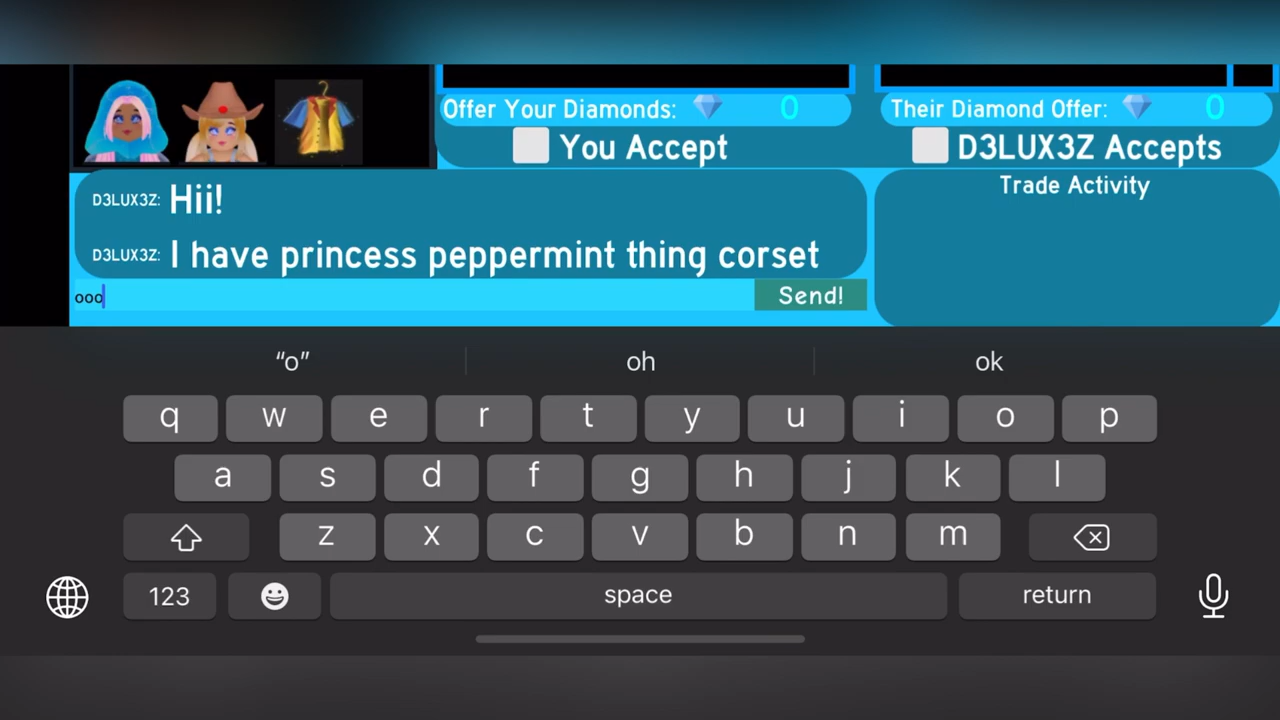 Offer Your Diamonds: 0
Their Diamond Offer: 0
You Accept
D3LUX3Z Accepts
D3LUX3Z: Hii!
Trade Activity
D3LUX3Z: I have princess peppermint thing corset
ooo
Send!
“o” oh ok
q w e r t y u i o p
a s d f g h j k l
z x c v b n m
123 space return